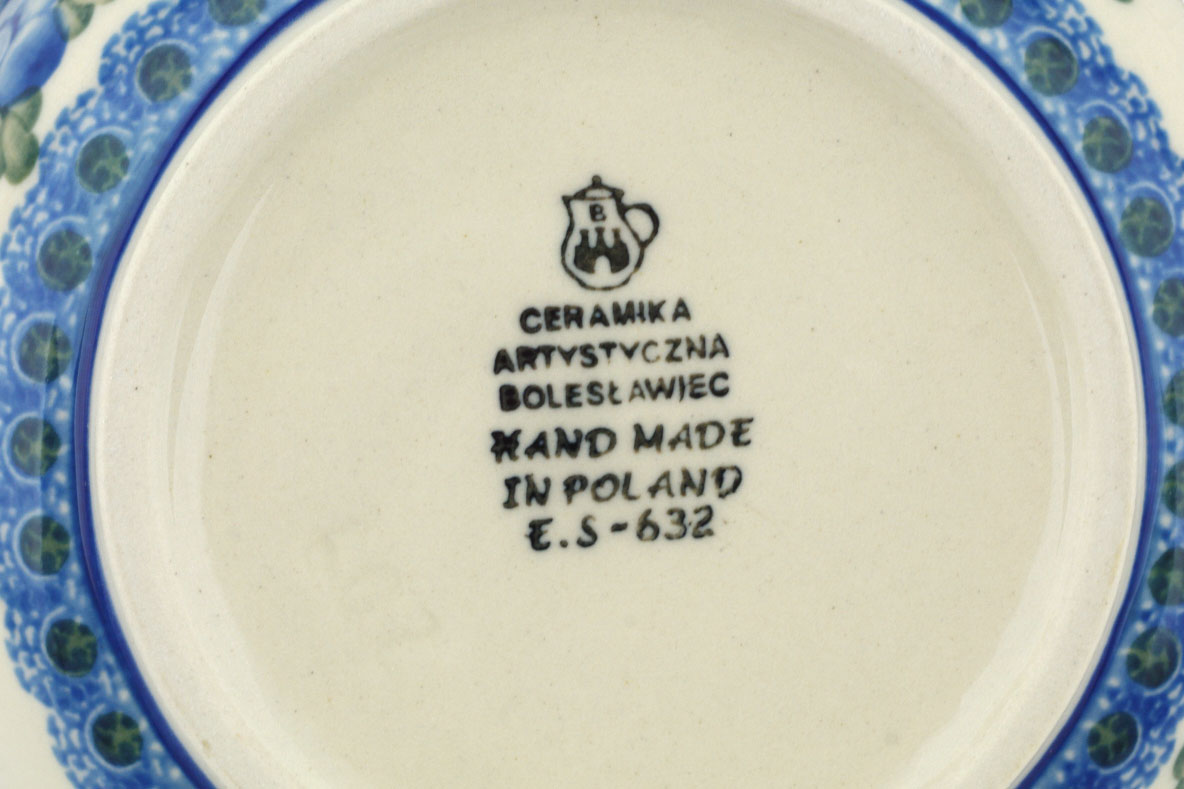 B
CERAMIKA
ARTYSTYCZNA
BOLESŁAWIEC
HAND MADE
IN POLAND
E.S-632